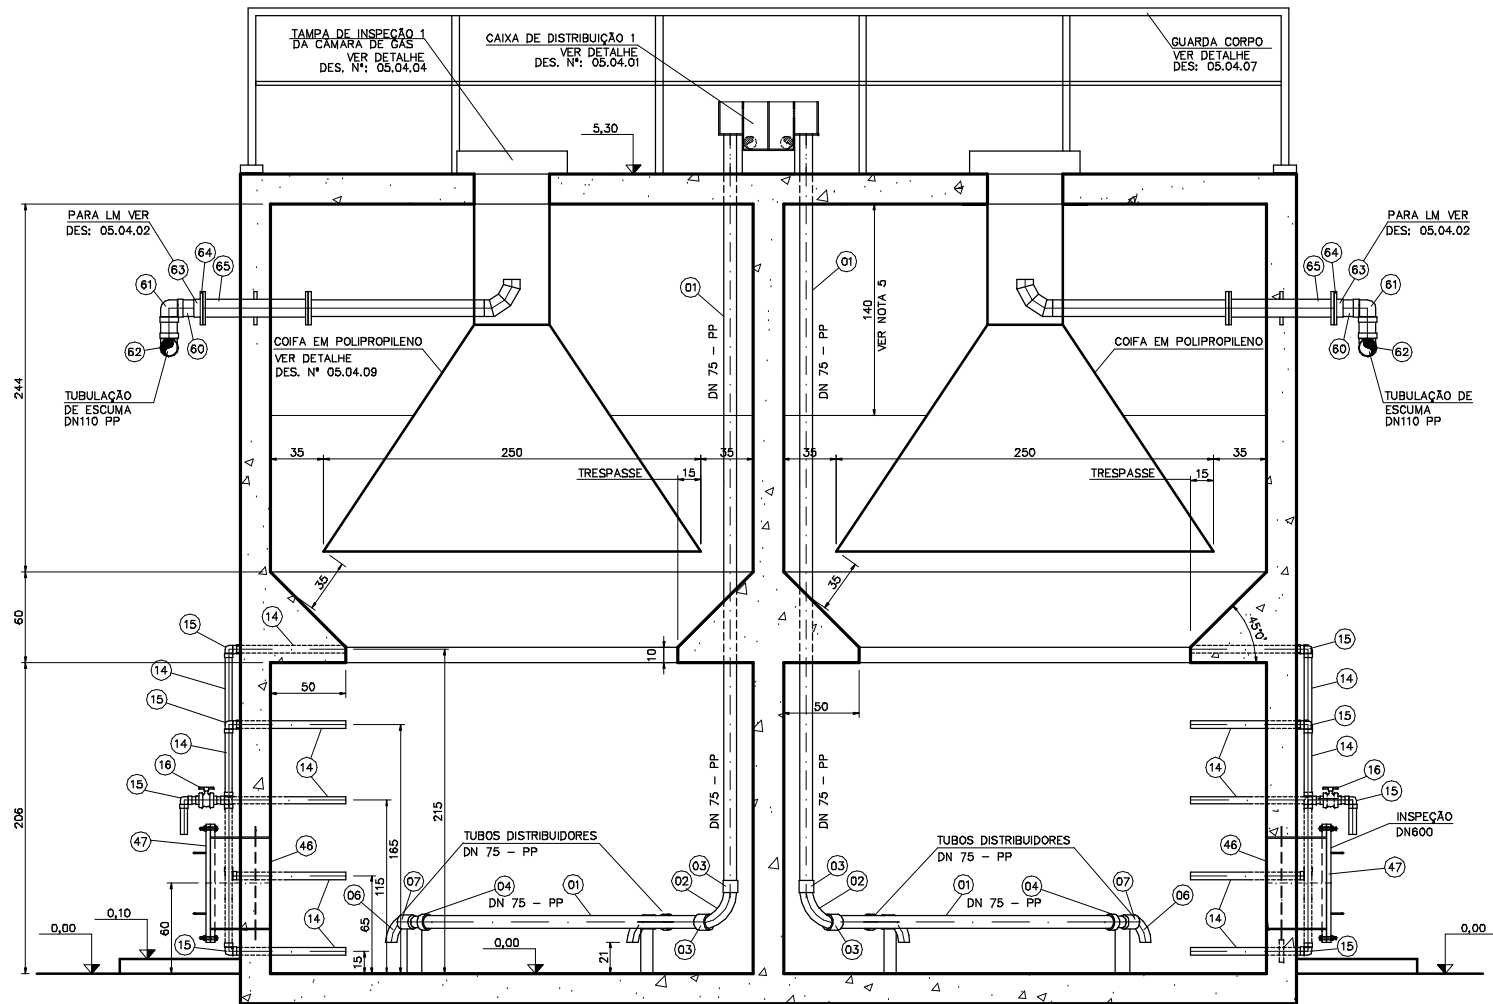 TAMPA DE INSPEÇÃO 1
DA CÂMARA DE GÁS
VER DETALHE
DES. Nº: 05.04.04
CAIXA DE DISTRIBUIÇÃO 1
VER DETALHE
DES. Nº: 05.04.01
GUARDA CORPO
VER DETALHE
DES: 05.04.07
5,30
PARA LM VER
DES: 05.04.02
PARA LM VER
DES: 05.04.02
64
63
65
61
62
60
01
01
64
65
63
61
60
62
140
VER NOTA 5
DN 75 - PP
DN 75 - PP
COIFA EM POLIPROPILENO
VER DETALHE
DES. Nº 05.04.09
COIFA EM POLIPROPILENO
TUBULAÇÃO
DE ESCUMA
DN110 PP
TUBULAÇÃO DE
ESCUMA
DN110 PP
244
35
250
35
35
250
35
TRESPASSE
15
TRESPASSE
15
35
35
60
45°0'
15
14
15
10
14
14
50
50
15
15
14
14
16
14
14
16
15
15
206
215
165
115
65
15
DN 75 - PP
DN 75 - PP
INSPEÇÃO
DN600
47
46
46
47
TUBOS DISTRIBUIDORES
DN 75 - PP
TUBOS DISTRIBUIDORES
DN 75 - PP
03
02
03
02
06
07
04
01
DN 75 - PP
01
DN 75 - PP
04
07
06
14
14
60
03
03
15
15
0,00
0,10
0,00
21
0,00